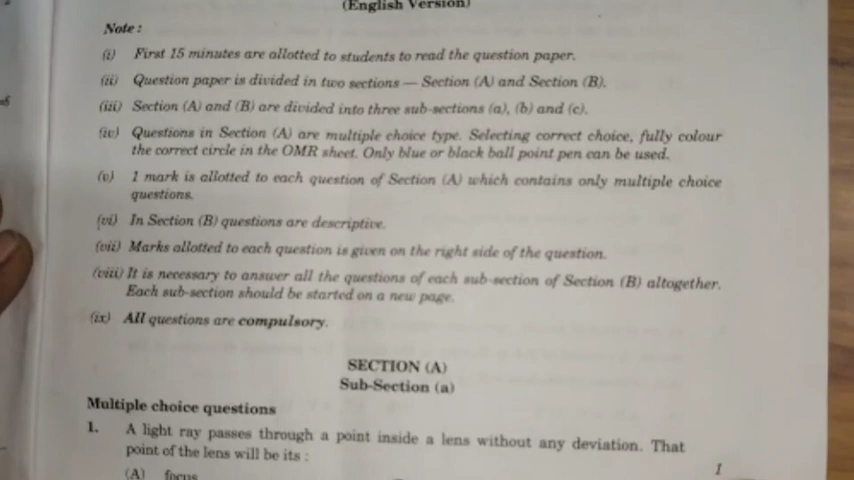 (English Version)
Note :
(i) First 15 minutes are allotted to students to read the question paper.
(ii) Question paper is divided in two sections — Section (A) and Section (B).
(iii) Section (A) and (B) are divided into three sub-sections (a), (b) and (c).
(iv) Questions in Section (A) are multiple choice type. Selecting correct choice, fully colour
the correct circle in the OMR sheet. Only blue or black ball point pen can be used.
(v) 1 mark is allotted to each question of Section (A) which contains only multiple choice
questions.
(vi) In Section (B) questions are descriptive.
(vii) Marks allotted to each question is given on the right side of the question.
(viii) It is necessary to answer all the questions of each sub-section of Section (B) altogether.
Each sub-section should be started on a new page.
(ix) All questions are compulsory.
SECTION (A)
Sub-Section (a)
Multiple choice questions
1. A light ray passes through a point inside a lens without any deviation. That
point of the lens will be its :
1
(A) focus